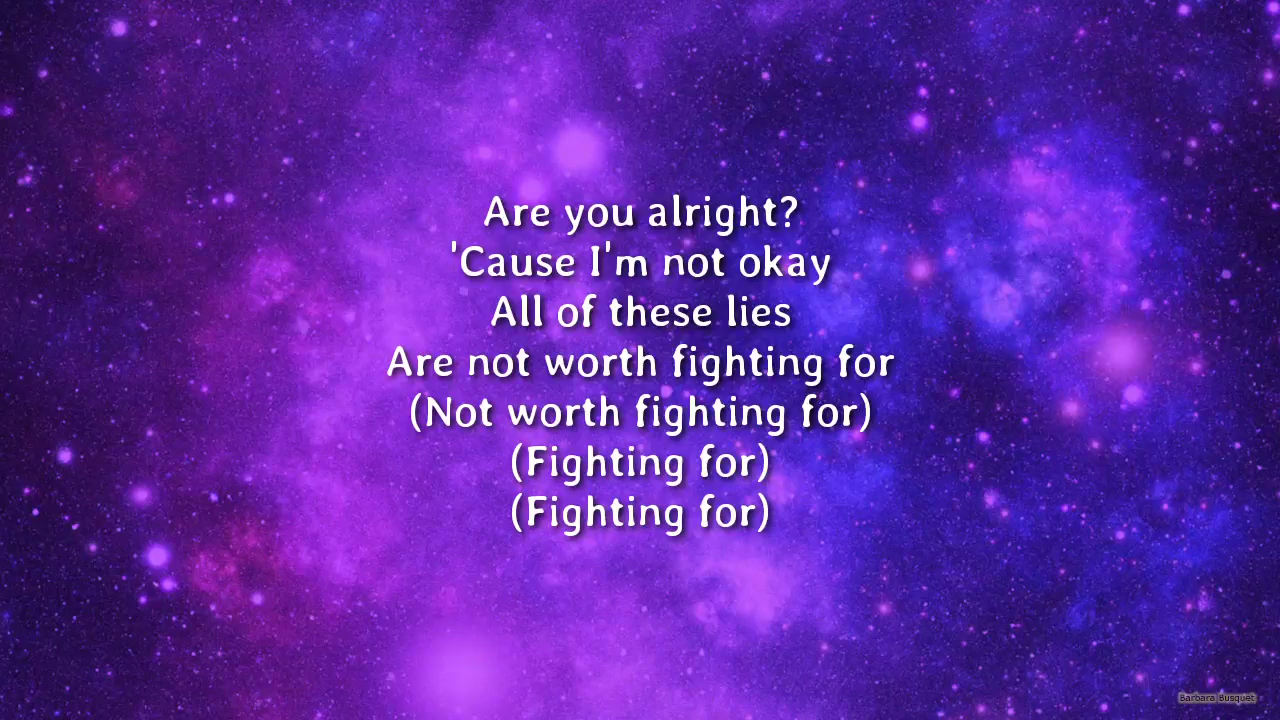 Are you alright?
'Cause I'm not okay
All of these lies
Are not worth fighting for
(Not worth fighting for)
(Fighting for)
(Fighting for)
Barbara Busquet